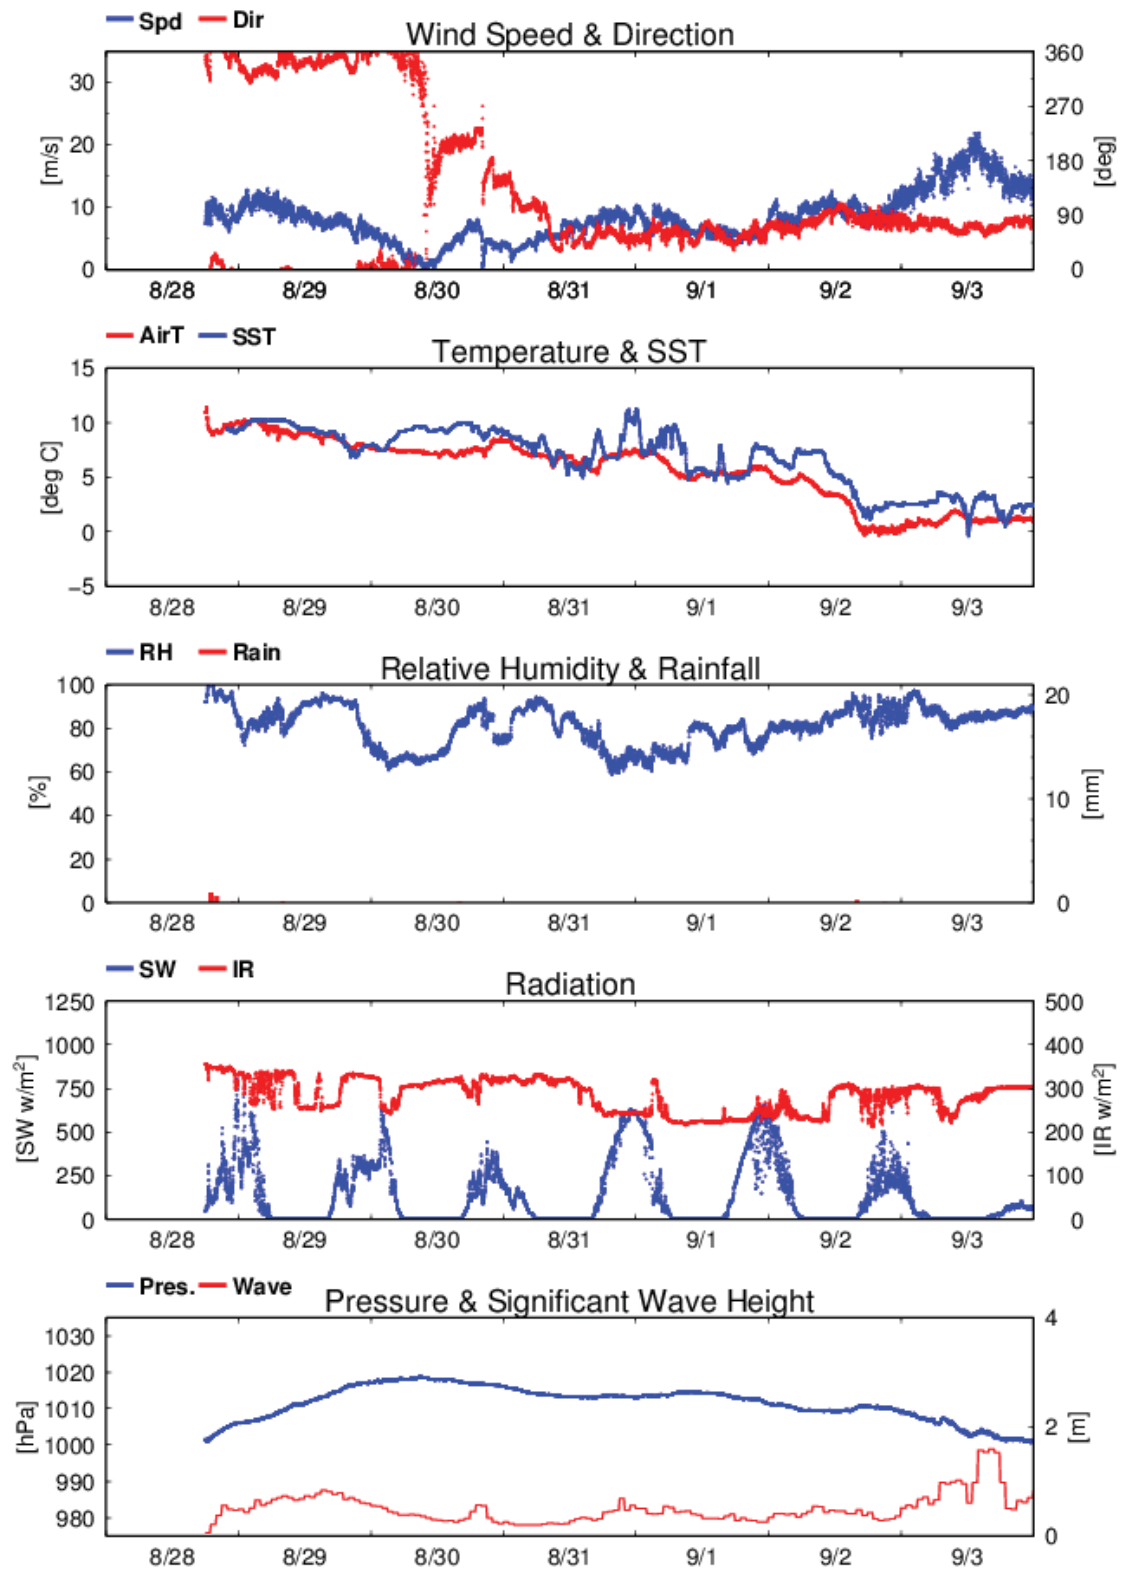 Spd Dir
Wind Speed & Direction
30
20
10
0
[m/s]
360
270
180
90
0
[deg]
8/28 8/29 8/30 8/31 9/1 9/2 9/3
AirT SST
Temperature & SST
15
10
5
0
−5
[deg C]
8/28 8/29 8/30 8/31 9/1 9/2 9/3
RH Rain
Relative Humidity & Rainfall
100
80
60
40
20
0
[%]
20
10
0
[mm]
8/28 8/29 8/30 8/31 9/1 9/2 9/3
SW IR
Radiation
1250
1000
750
500
250
0
[SW w/m²]
500
400
300
200
100
0
[IR w/m²]
8/28 8/29 8/30 8/31 9/1 9/2 9/3
Pres. Wave
Pressure & Significant Wave Height
1030
1020
1010
1000
990
980
[hPa]
4
2
0
[m]
8/28 8/29 8/30 8/31 9/1 9/2 9/3